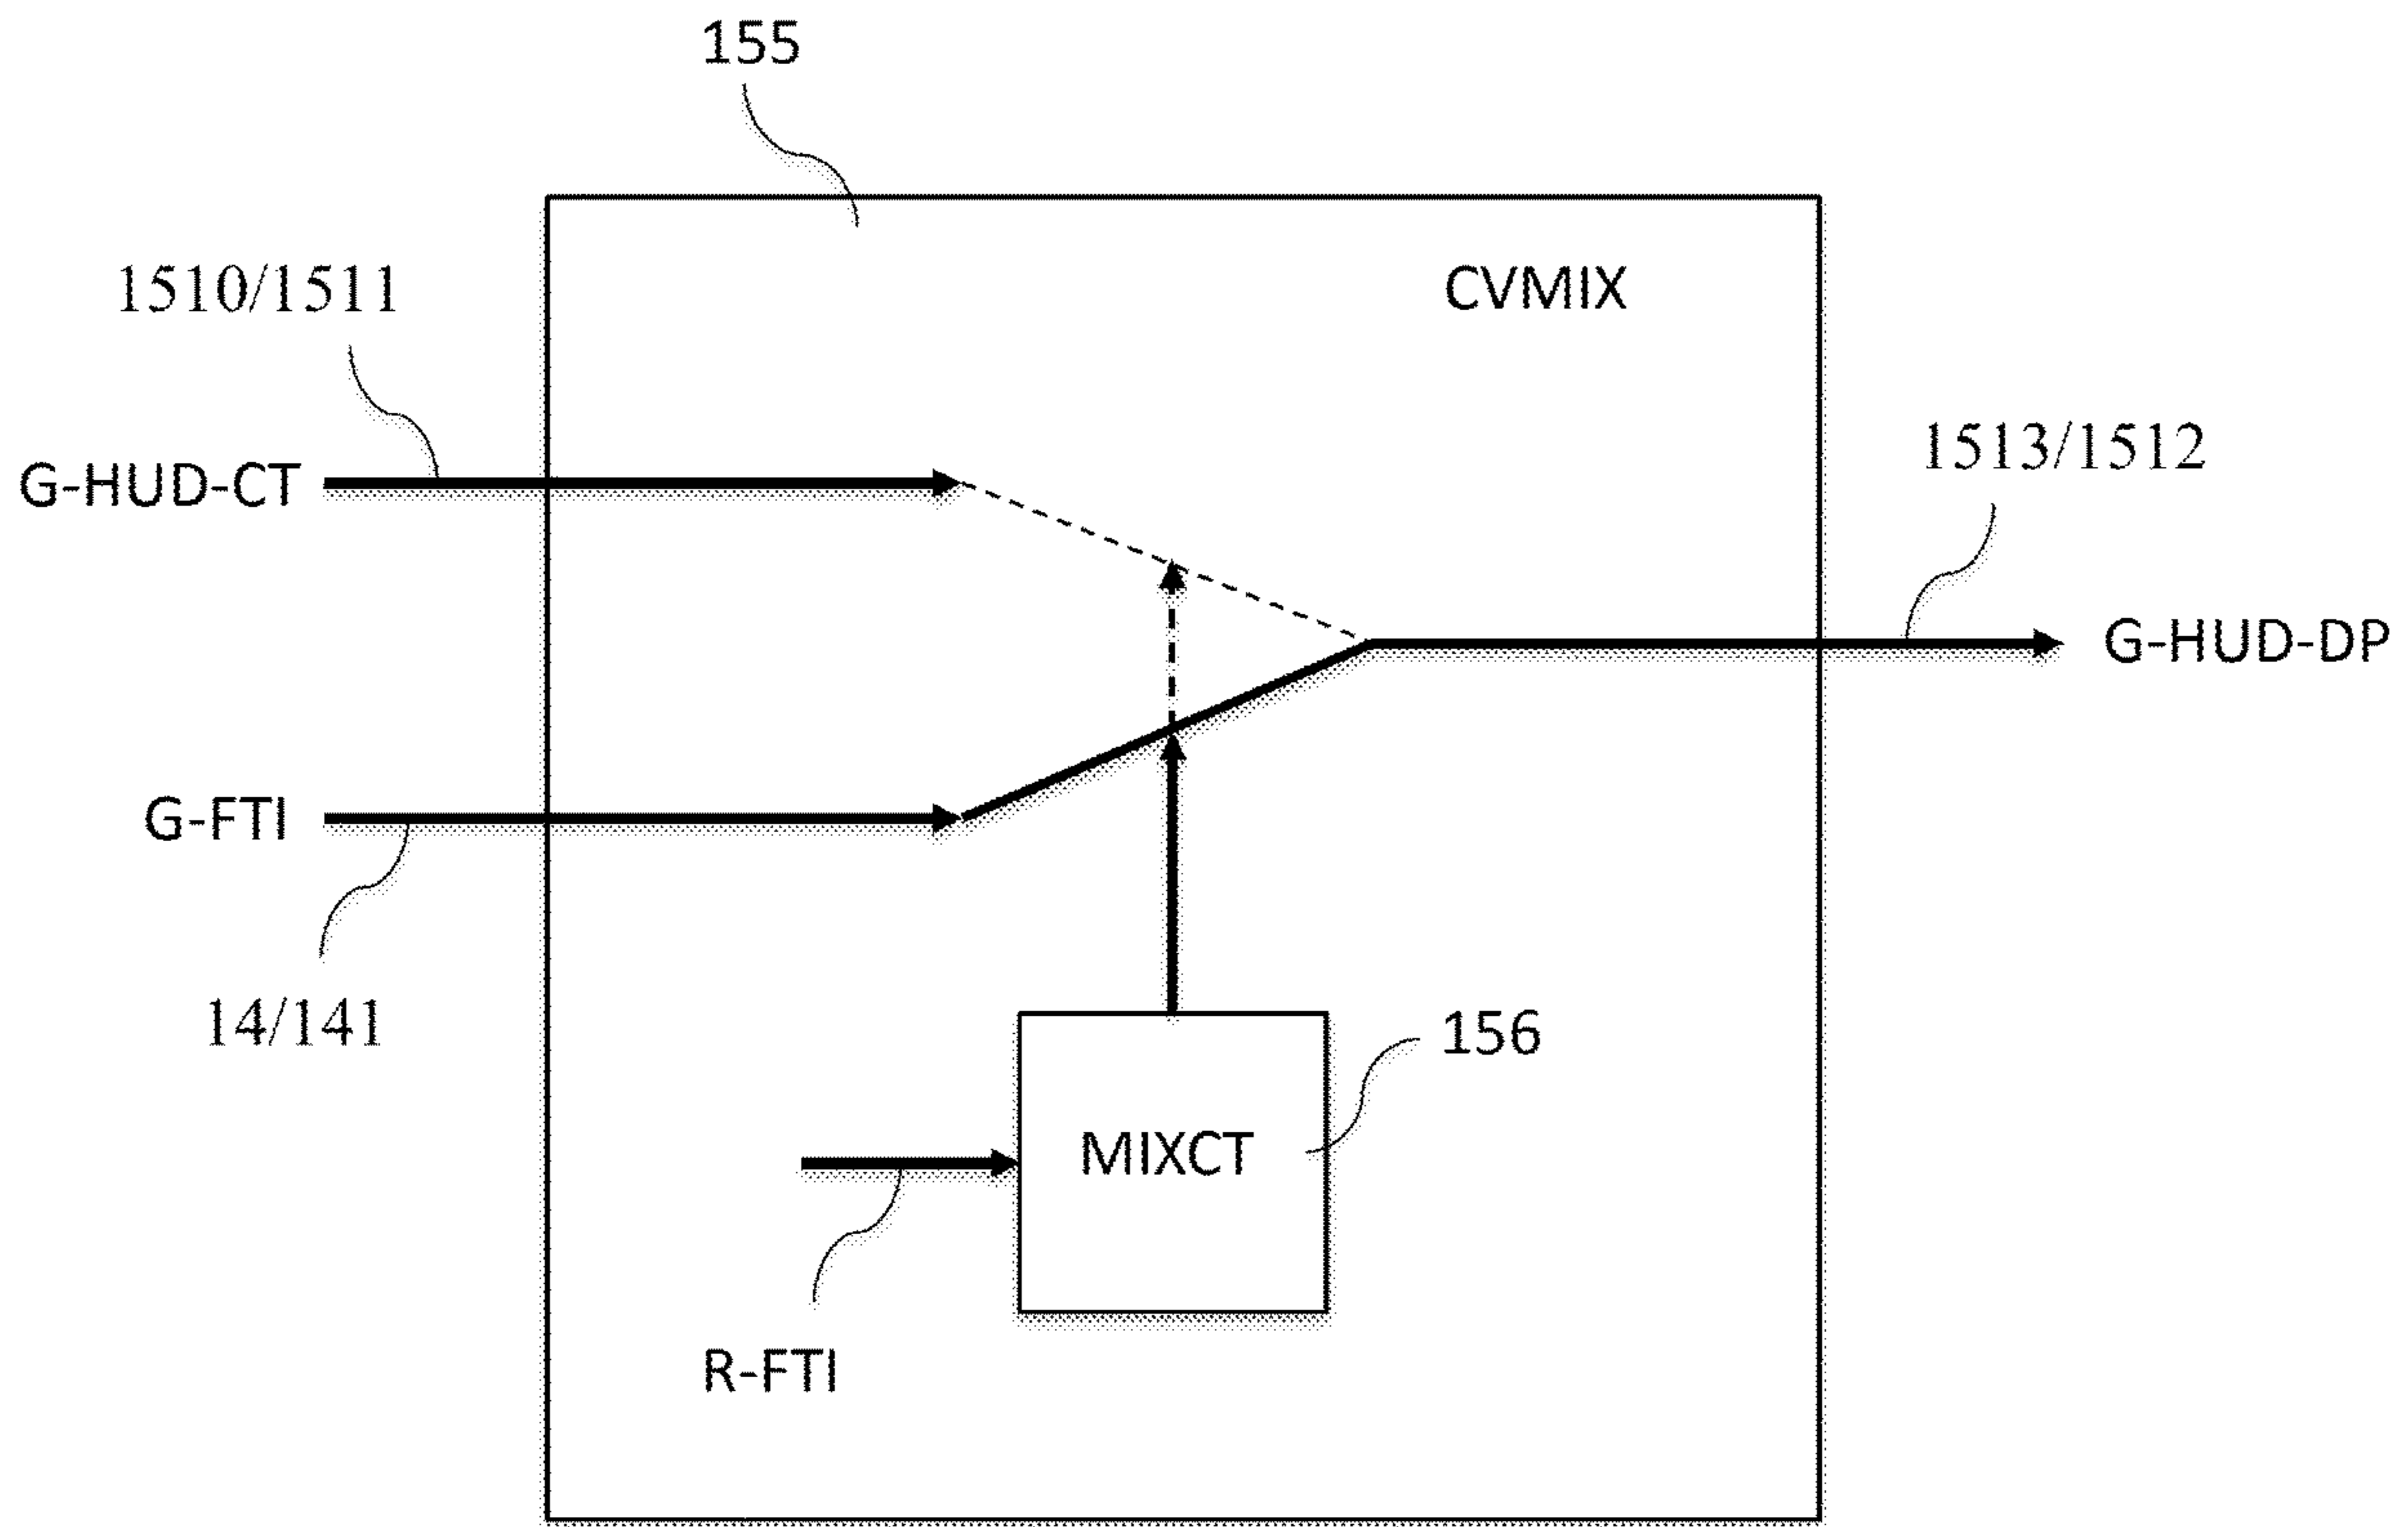 155
1510/1511
CVMIX
1513/1512
G-HUD-CT
G-HUD-DP
G-FTI
14/141
156
MIXCT
R-FTI